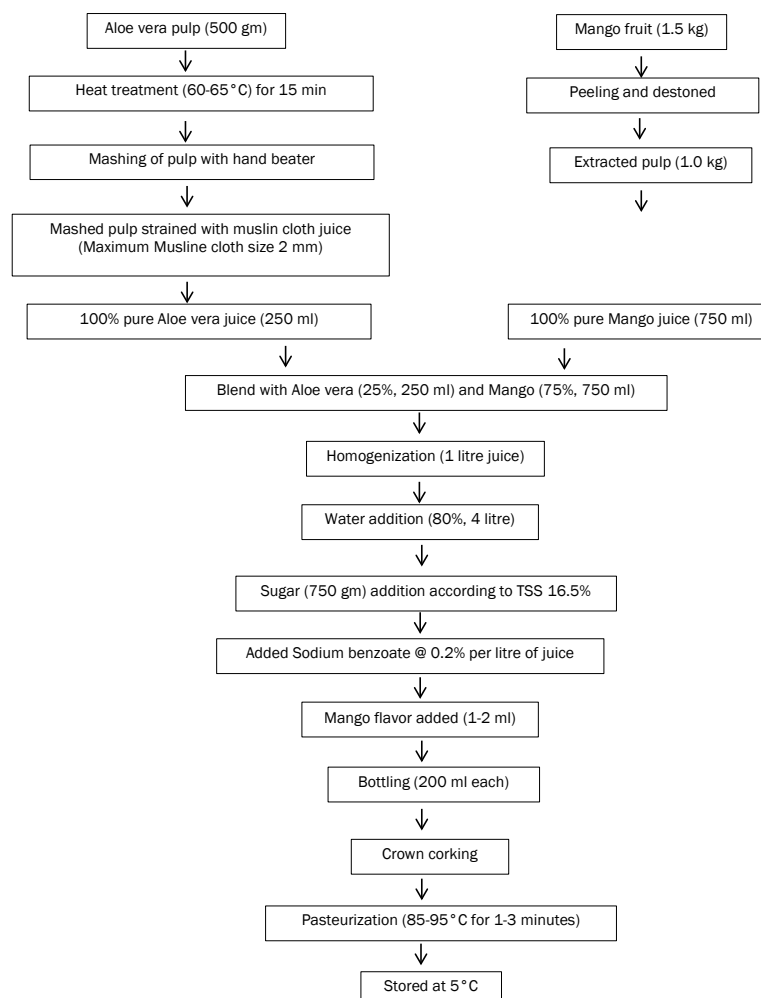 Aloe vera pulp (500 gm)
Mango fruit (1.5 kg)
Heat treatment (60-65°C) for 15 min
Peeling and destoned
Mashing of pulp with hand beater
Extracted pulp (1.0 kg)
Mashed pulp strained with muslin cloth juice
(Maximum Musline cloth size 2 mm)
100% pure Aloe vera juice (250 ml)
100% pure Mango juice (750 ml)
Blend with Aloe vera (25%, 250 ml) and Mango (75%, 750 ml)
Homogenization (1 litre juice)
Water addition (80%, 4 litre)
Sugar (750 gm) addition according to TSS 16.5%
Added Sodium benzoate @ 0.2% per litre of juice
Mango flavor added (1-2 ml)
Bottling (200 ml each)
Crown corking
Pasteurization (85-95°C for 1-3 minutes)
Stored at 5°C